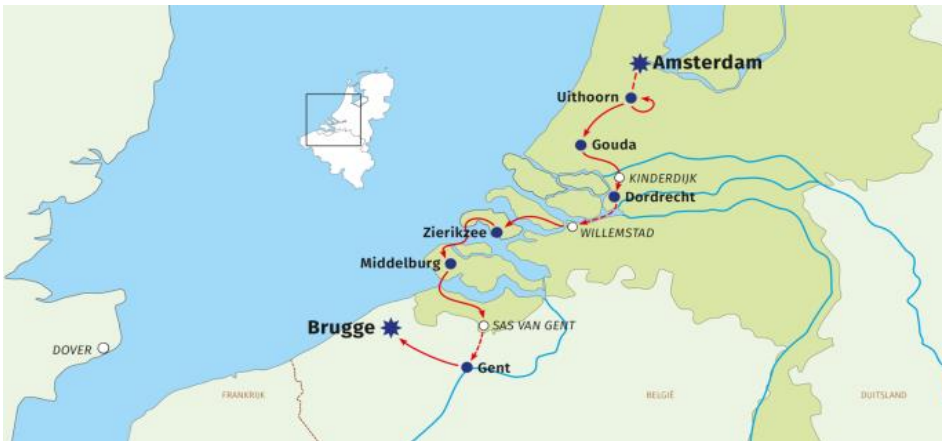 Amsterdam
Uithoorn
Gouda
KINDERDIJK
Dordrecht
Zierikzee
WILLEMSTAD
Middelburg
Brugge
SAS VAN GENT
DOVER
Gent
FRANKRIJK
BELGIË
DUITSLAND